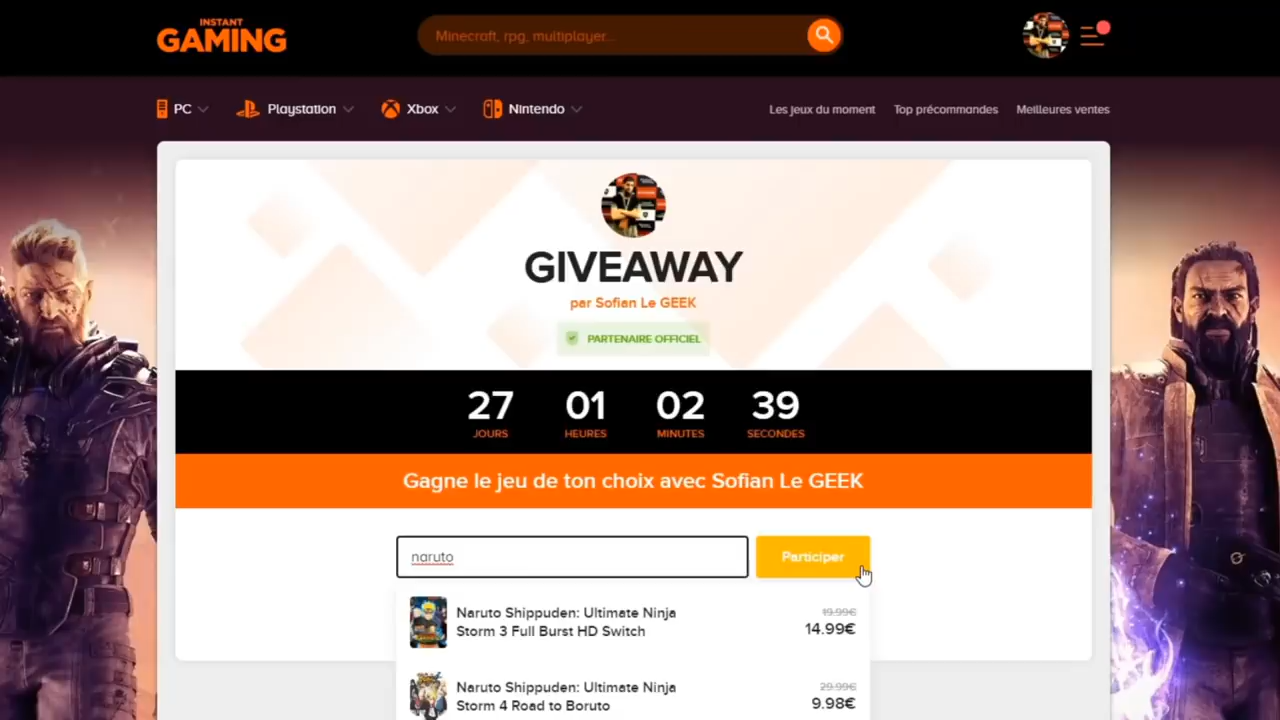 INSTANT
GAMING
Minecraft, rpg, multiplayer...
PC
Playstation
Xbox
Nintendo
Les jeux du moment
Top précommandes
Meilleures ventes
GIVEAWAY
par Sofian Le GEEK
PARTENAIRE OFFICIEL
27 01 02 39
JOURS HEURES MINUTES SECONDES
Gagne le jeu de ton choix avec Sofian Le GEEK
naruto
Participer
Naruto Shippuden: Ultimate Ninja 19.99€
Storm 3 Full Burst HD Switch 14.99€
Naruto Shippuden: Ultimate Ninja 29.99€
Storm 4 Road to Boruto 9.98€